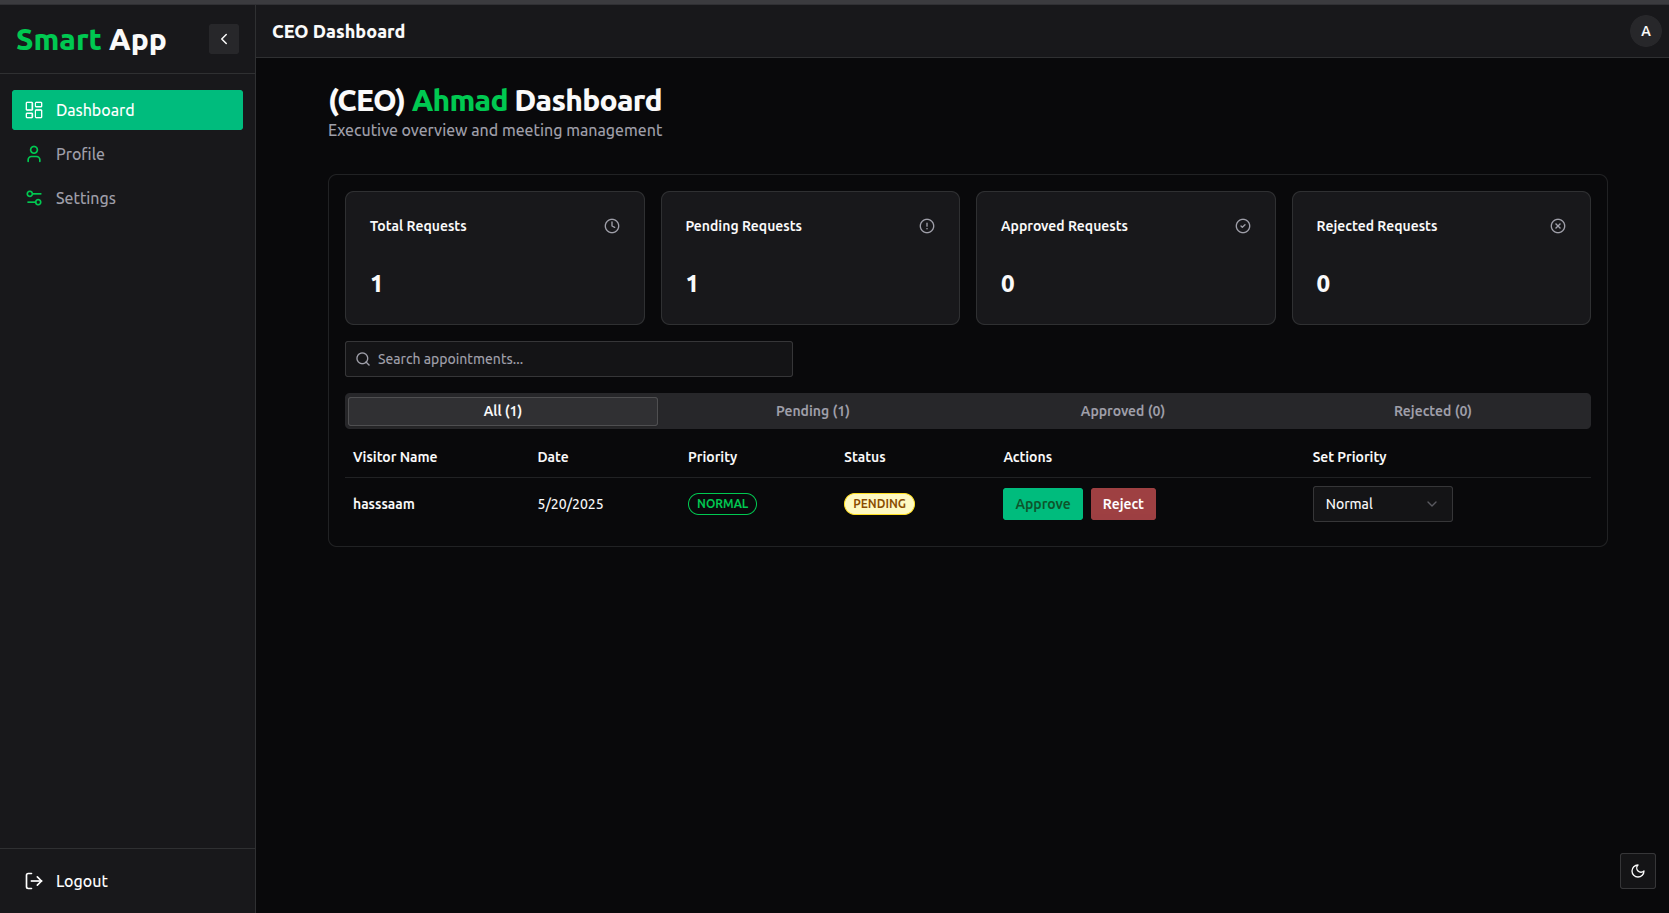 Smart App
CEO Dashboard
A
Dashboard
Profile
Settings
Logout
(CEO) Ahmad Dashboard
Executive overview and meeting management
Total Requests
1
Pending Requests
1
Approved Requests
0
Rejected Requests
0
Search appointments...
All (1) Pending (1) Approved (0) Rejected (0)
Visitor Name Date Priority Status Actions Set Priority
hasssaam 5/20/2025 NORMAL PENDING Approve Reject Normal